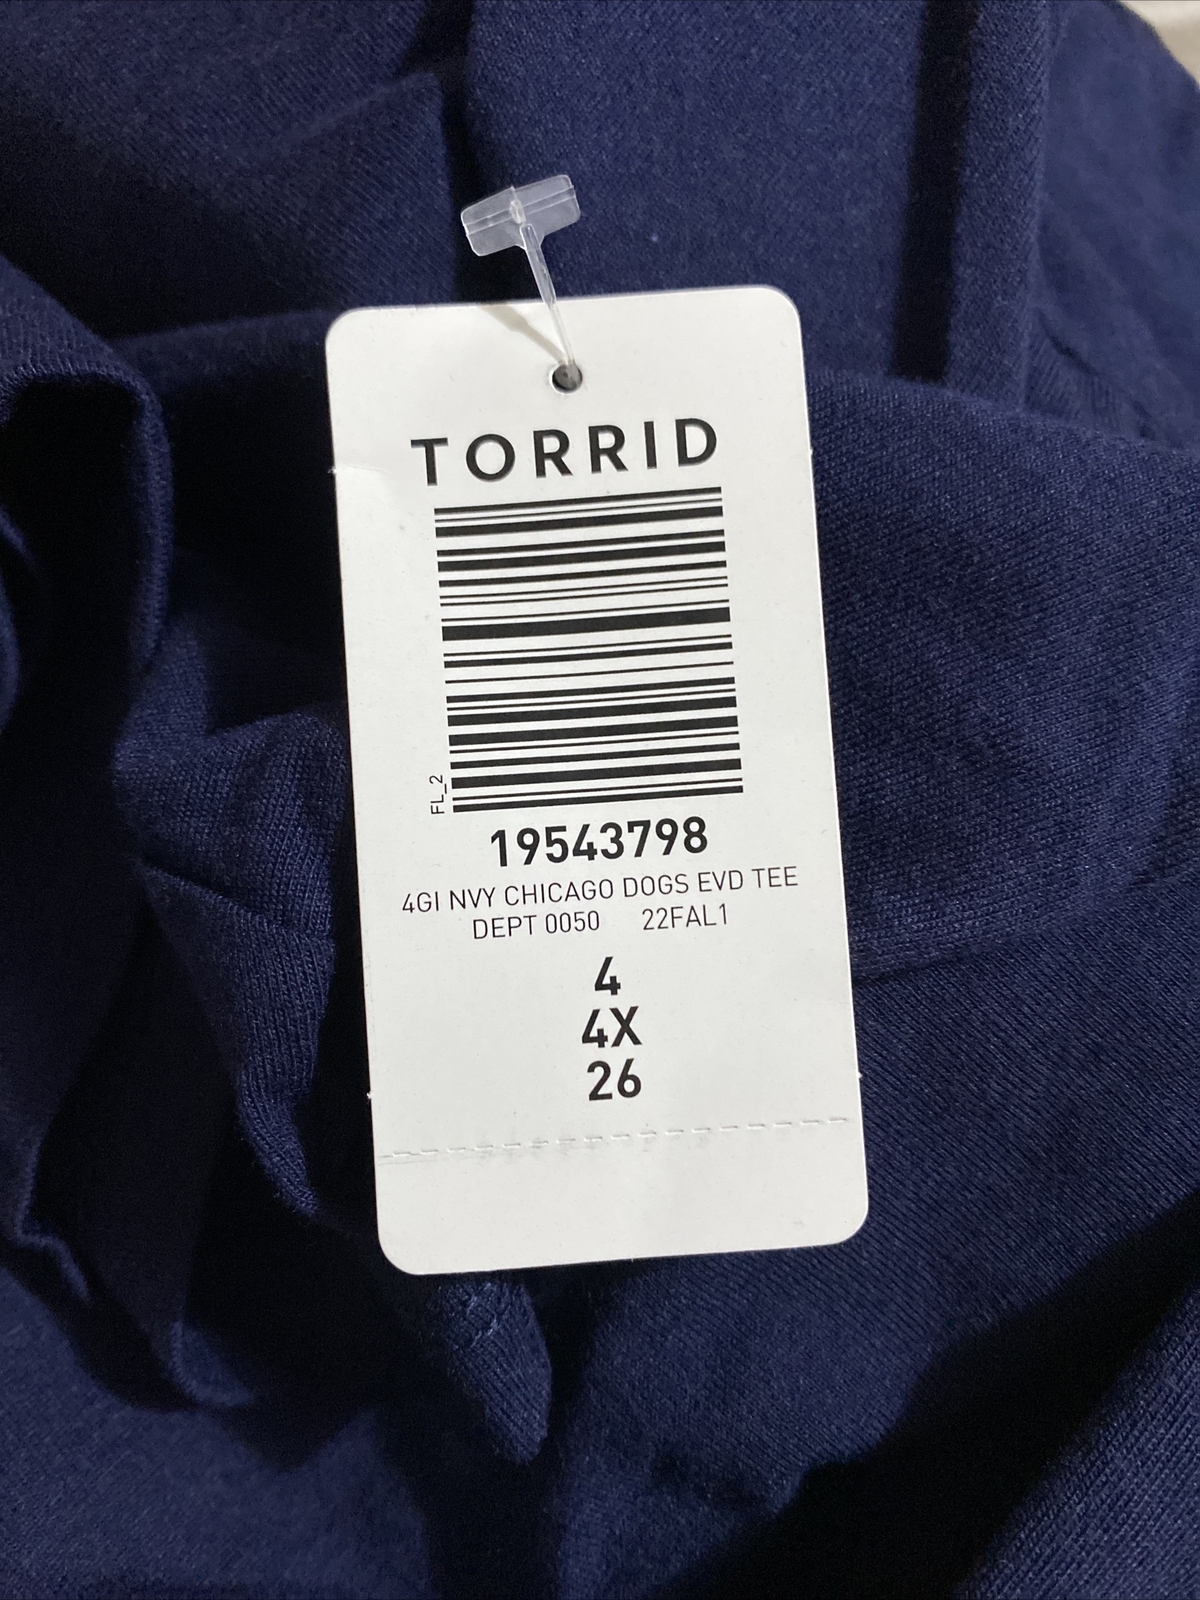 TORRID
FL_2
19543798
4GI NVY CHICAGO DOGS EVD TEE
DEPT 0050 22FAL1
4
4X
26